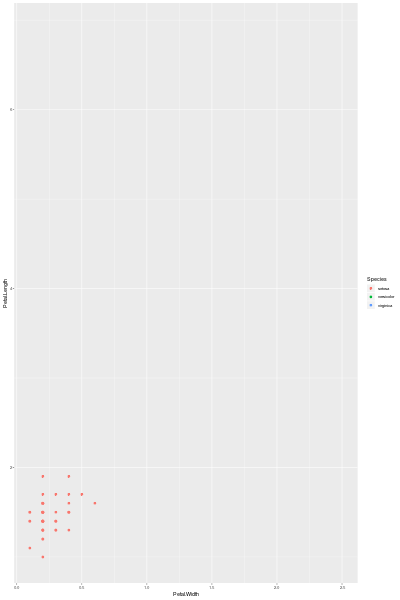 6
4
Petal.Length
2
0.0 0.5 1.0 1.5 2.0 2.5
Petal.Width
Species
setosa
versicolor
virginica